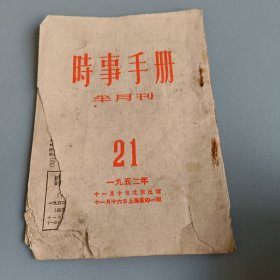 時事手册
半月刊
21
一九五二年
十一月十日北京出版
十一月十六日上海重印一版